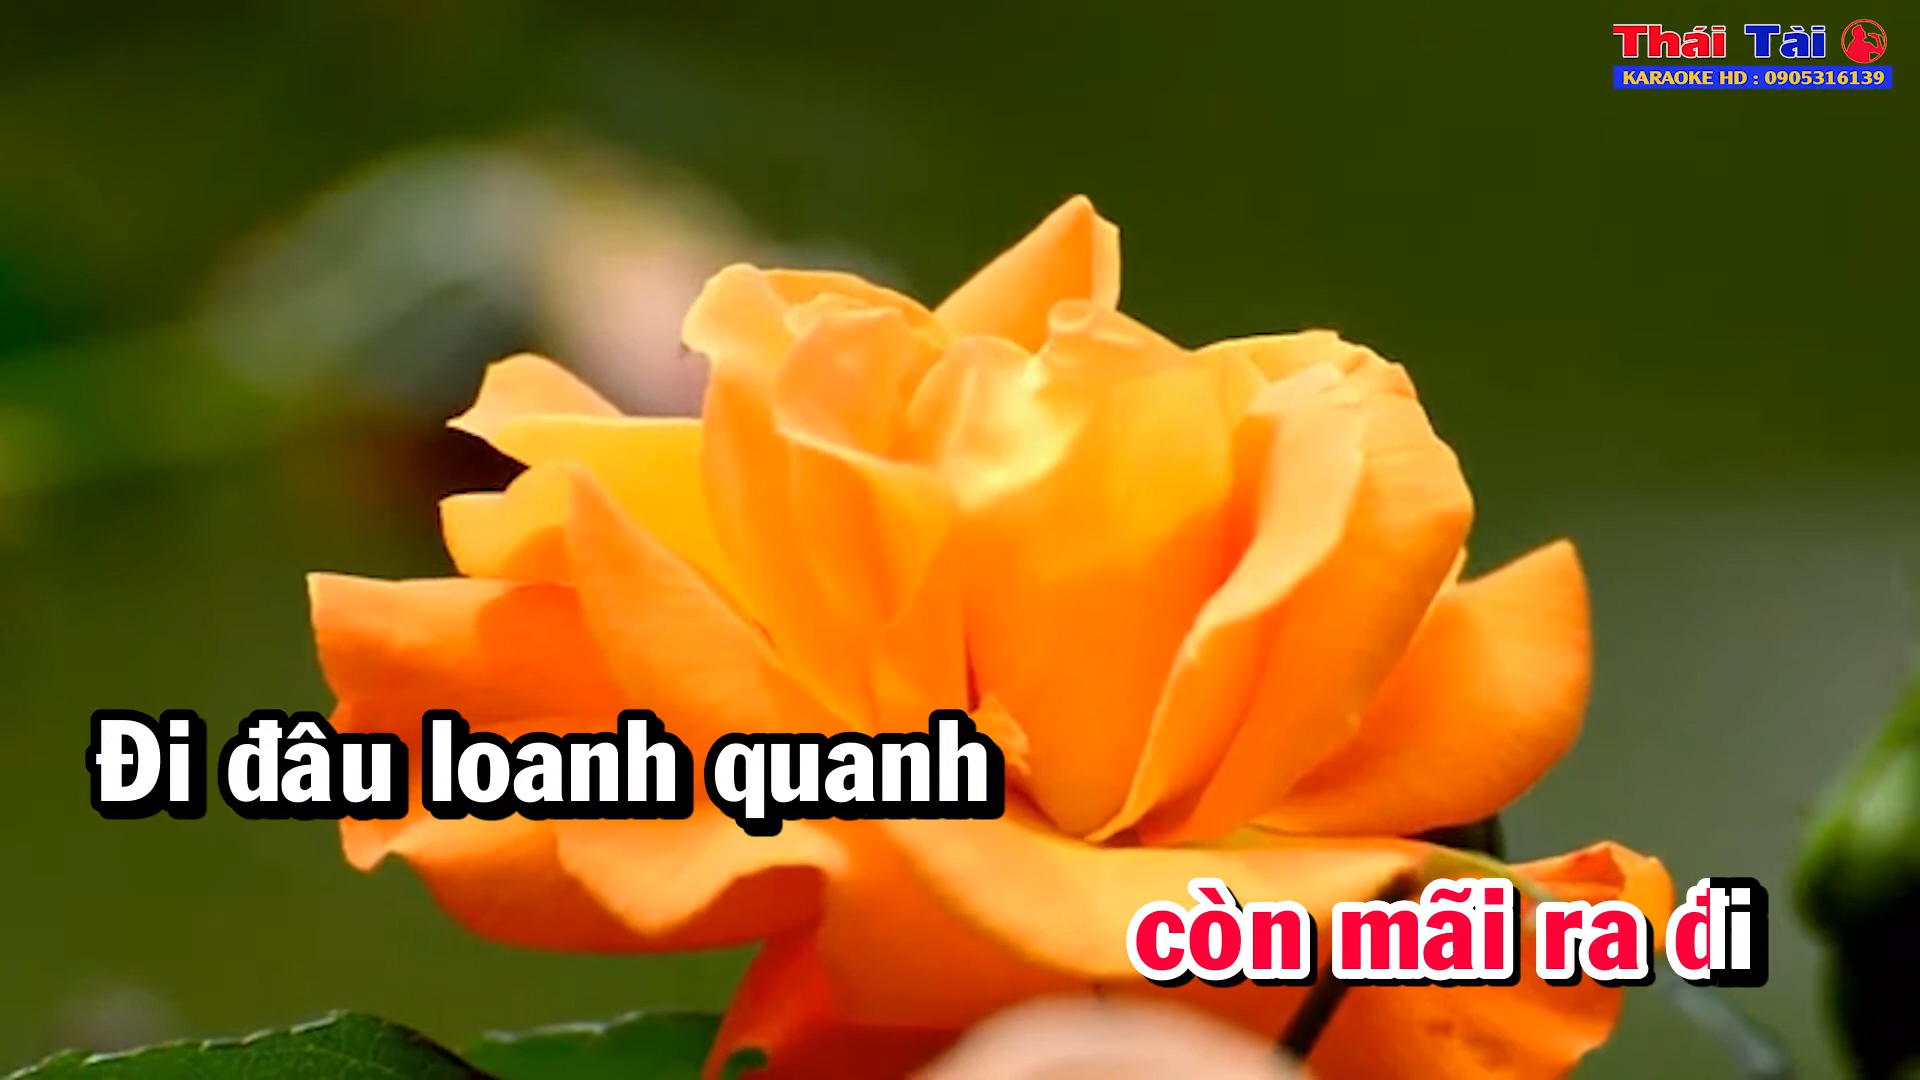 Thái Tài
KARAOKE HD : 0905316139
Đi đâu loanh quanh
còn mãi ra đi